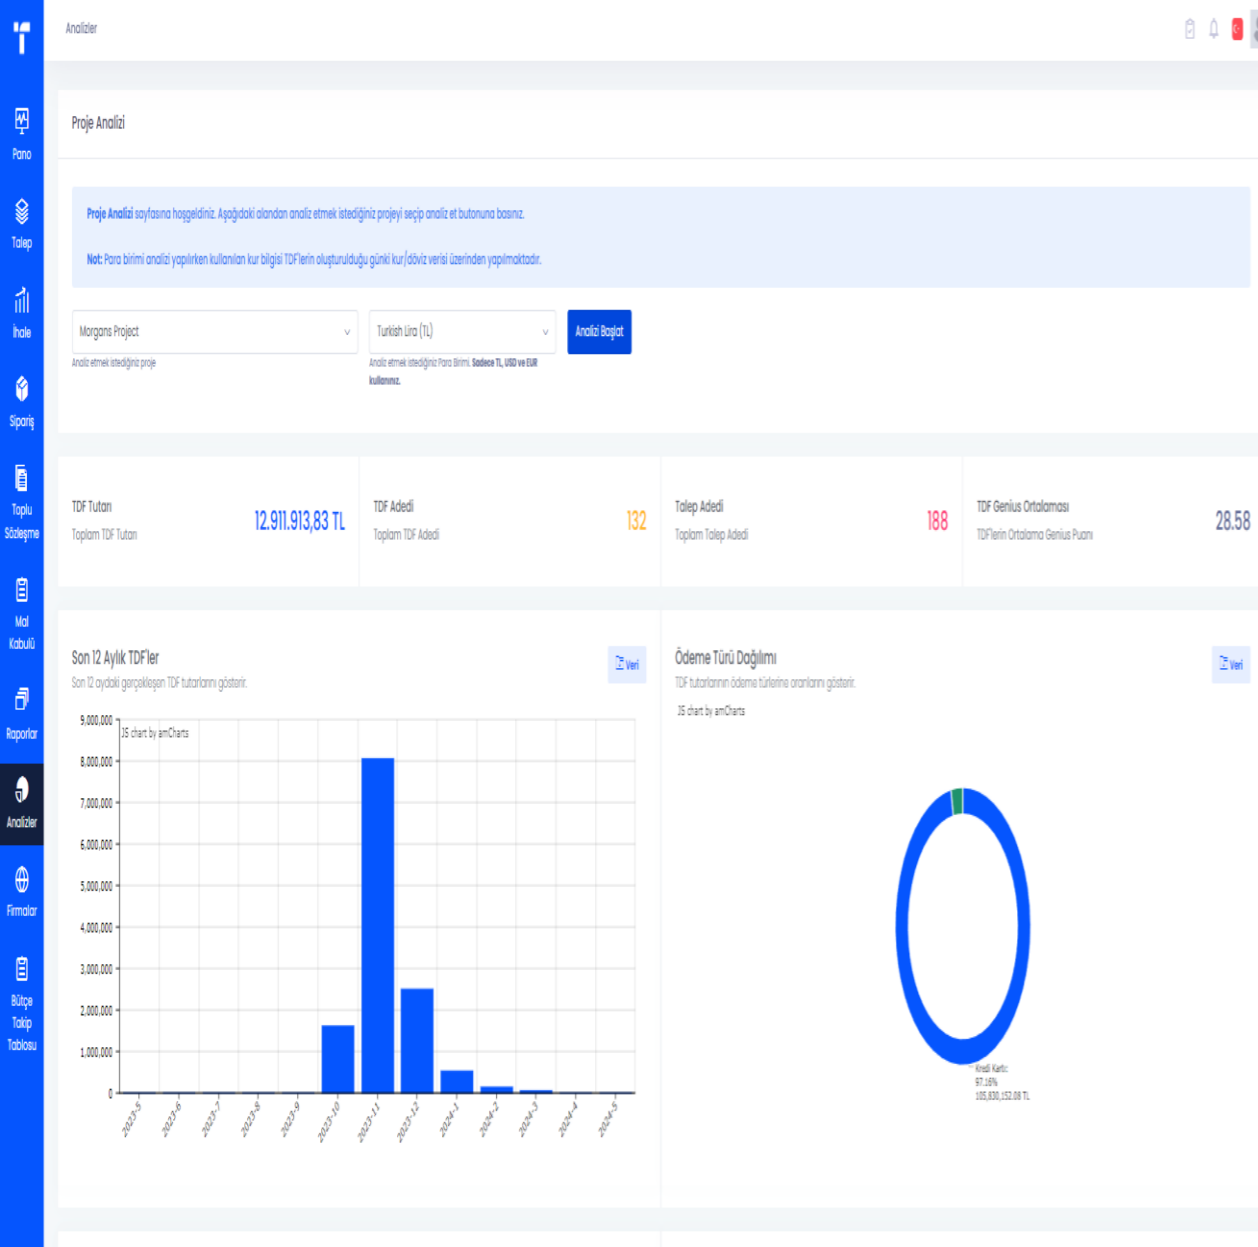 Analizler
Pano
Talep
İhale
Sipariş
Toplu
Sözleşme
Mal
Kabulü
Raporlar
Analizler
Firmalar
Bütçe
Takip
Tablosu
Proje Analizi
Proje Analizi sayfasına hoşgeldiniz. Aşağıdaki alandan analiz etmek istediğiniz projeyi seçip analiz et butonuna basınız.
Not: Para birimi analizi yapılırken kullanılan kur bilgisi TDF'lerin oluşturulduğu günki kur/döviz verisi üzerinden yapılmaktadır.
Morgans Project
Turkish Lira (TL)
Analizi Başlat
Analiz etmek istediğiniz proje
Analiz etmek istediğiniz Para Birimi. Sadece TL, USD ve EUR
kullanınız.
TDF Tutarı
Toplam TDF Tutarı
12.911.913,83 TL
TDF Adedi
Toplam TDF Adedi
132
Talep Adedi
Toplam Talep Adedi
188
TDF Genius Ortalaması
TDF'lerin Ortalama Genius Puanı
28.58
Son 12 Aylık TDF'ler
Son 12 aydaki gerçekleşen TDF tutarlarını gösterir.
Veri
JS chart by amCharts
9,000,000
8,000,000
7,000,000
6,000,000
5,000,000
4,000,000
3,000,000
2,000,000
1,000,000
0
2023-5
2023-6
2023-7
2023-8
2023-9
2023-10
2023-11
2023-12
2024-1
2024-2
2024-3
2024-4
2024-5
Ödeme Türü Dağılımı
TDF tutarlarının ödeme türlerine oranlarını gösterir.
Veri
JS chart by amCharts
Kredi Kartı:
97.16%
105,830,152.08 TL